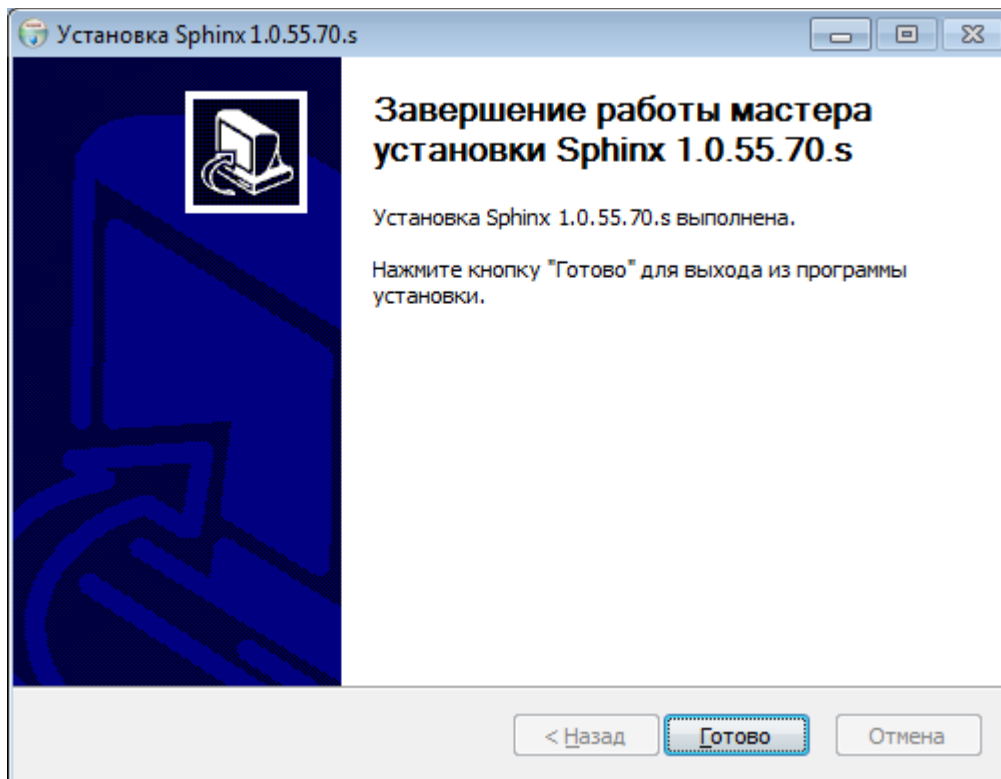 Установка Sphinx 1.0.55.70.s
Завершение работы мастера
установки Sphinx 1.0.55.70.s
Установка Sphinx 1.0.55.70.s выполнена.
Нажмите кнопку "Готово" для выхода из программы
установки.
< Назад
Готово
Отмена